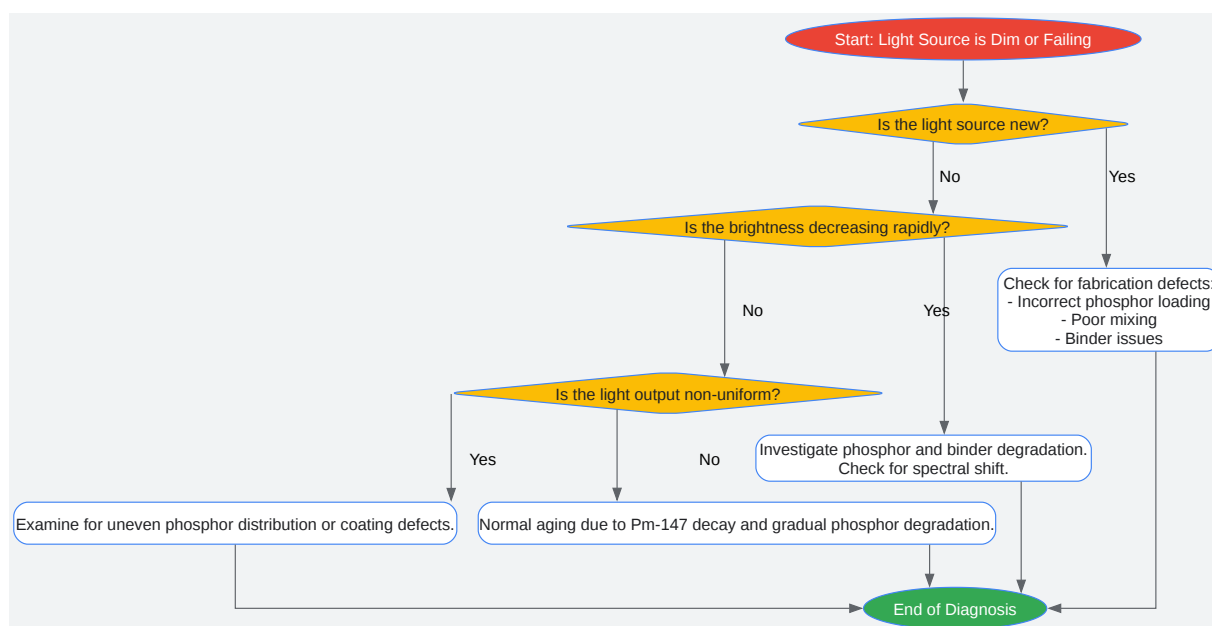 Start: Light Source is Dim or Failing
Is the light source new?
No
Yes
Is the brightness decreasing rapidly?
Check for fabrication defects:
- Incorrect phosphor loading
- Poor mixing
- Binder issues
No
Yes
Is the light output non-uniform?
Yes
No
Investigate phosphor and binder degradation.
Check for spectral shift.
Examine for uneven phosphor distribution or coating defects.
Normal aging due to Pm-147 decay and gradual phosphor degradation.
End of Diagnosis